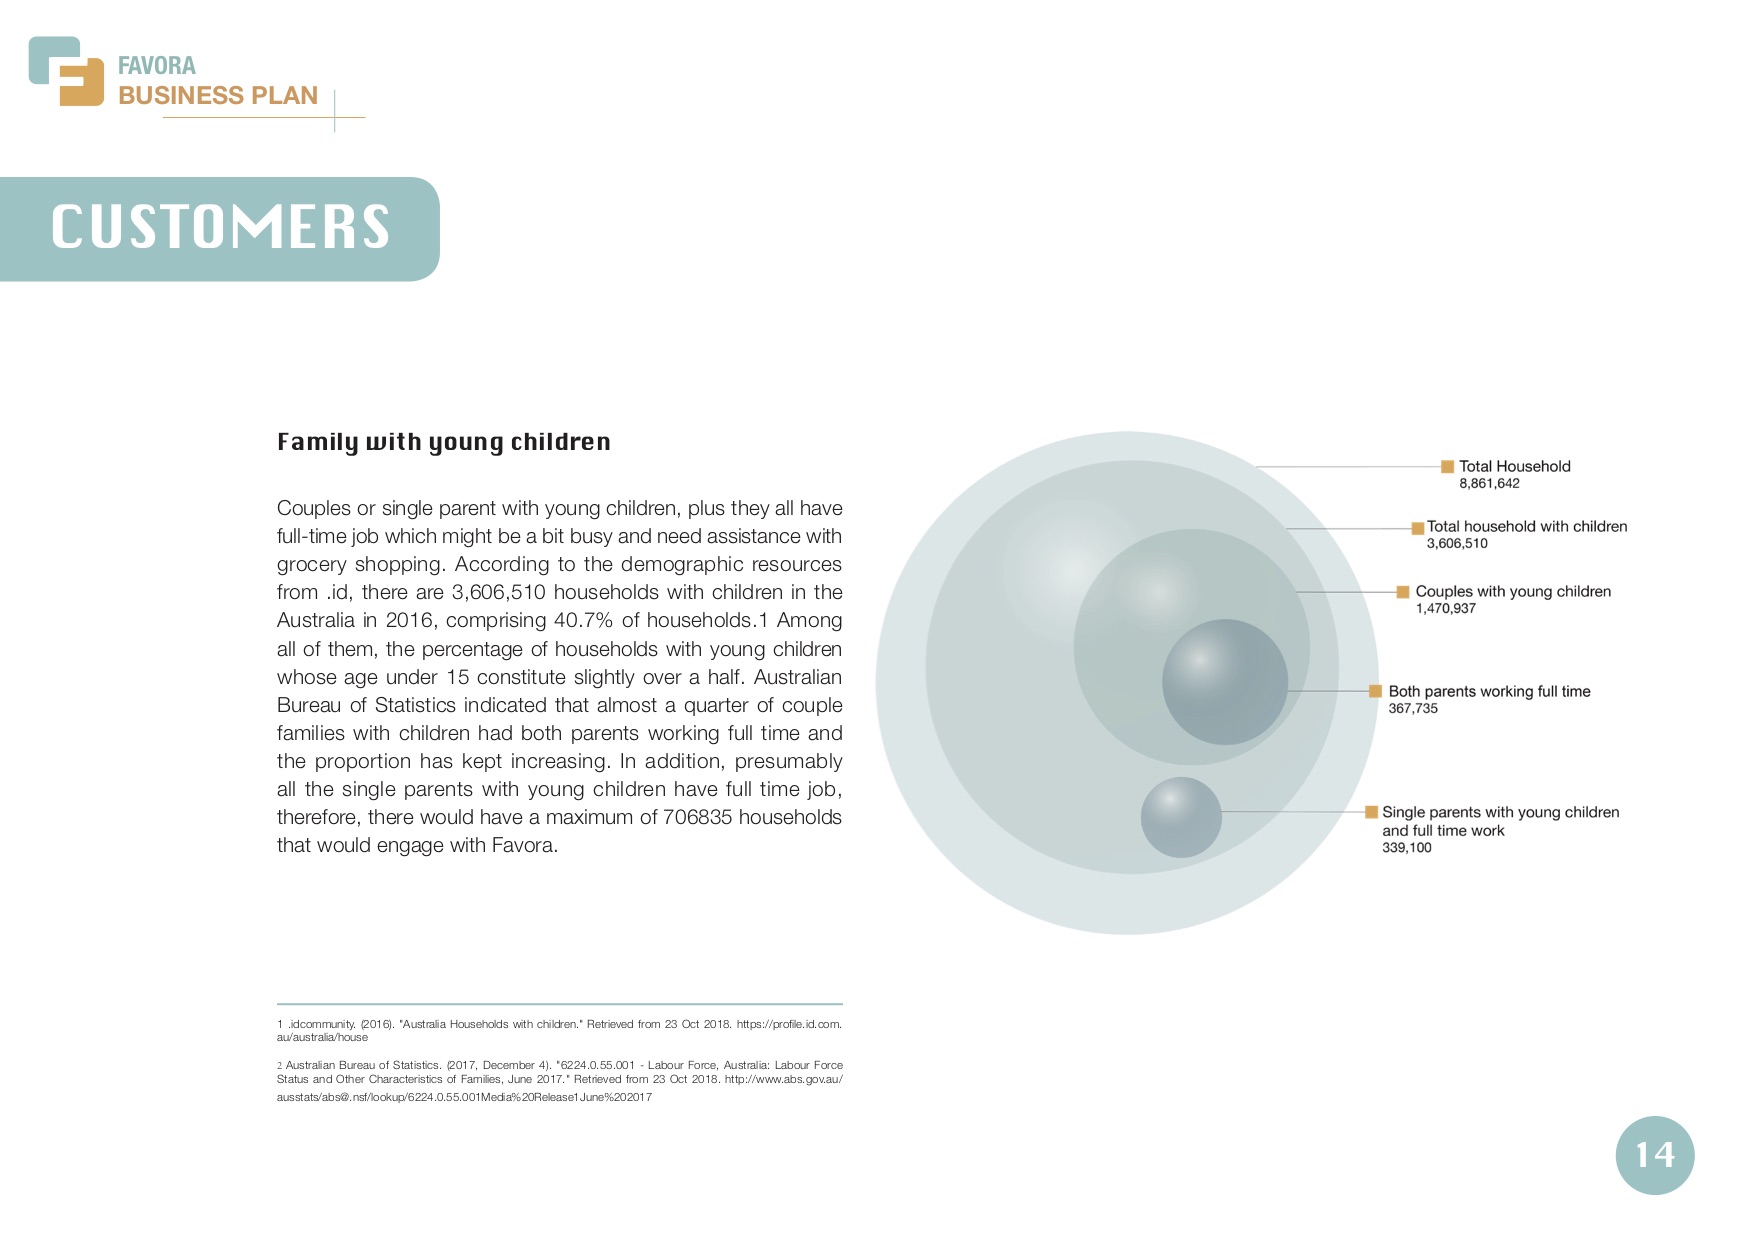 FAVORA
BUSINESS PLAN
CUSTOMERS
Family with young children
Couples or single parent with young children, plus they all have
full-time job which might be a bit busy and need assistance with
grocery shopping. According to the demographic resources
from .id, there are 3,606,510 households with children in the
Australia in 2016, comprising 40.7% of households.1 Among
all of them, the percentage of households with young children
whose age under 15 constitute slightly over a half. Australian
Bureau of Statistics indicated that almost a quarter of couple
families with children had both parents working full time and
the proportion has kept increasing. In addition, presumably
all the single parents with young children have full time job,
therefore, there would have a maximum of 706835 households
that would engage with Favora.
Total Household
8,861,642
Total household with children
3,606,510
Couples with young children
1,470,937
Both parents working full time
367,735
Single parents with young children
and full time work
339,100
1 .idcommunity. (2016). "Australia Households with children." Retrieved from 23 Oct 2018. https://profile.id.com.
au/australia/house
2 Australian Bureau of Statistics. (2017, December 4). "6224.0.55.001 - Labour Force, Australia: Labour Force
Status and Other Characteristics of Families, June 2017." Retrieved from 23 Oct 2018. http://www.abs.gov.au/
ausstats/abs@.nsf/lookup/6224.0.55.001Media%20Release1June%202017
14